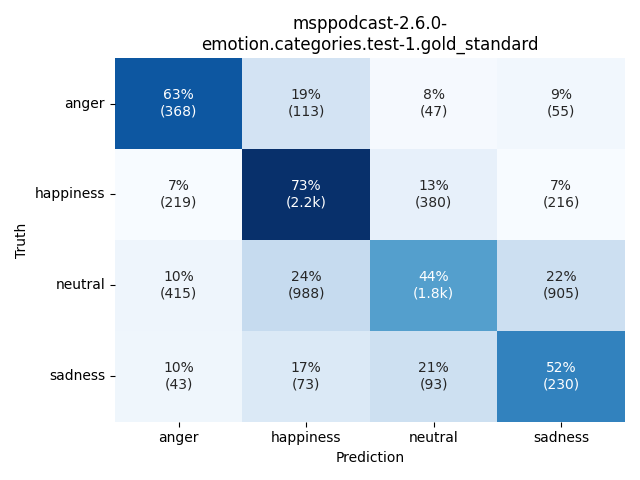 msppodcast-2.6.0-
emotion.categories.test-1.gold_standard
Truth
anger
63%
(368)
19%
(113)
8%
(47)
9%
(55)
happiness
7%
(219)
73%
(2.2k)
13%
(380)
7%
(216)
neutral
10%
(415)
24%
(988)
44%
(1.8k)
22%
(905)
sadness
10%
(43)
17%
(73)
21%
(93)
52%
(230)
anger
happiness
neutral
sadness
Prediction